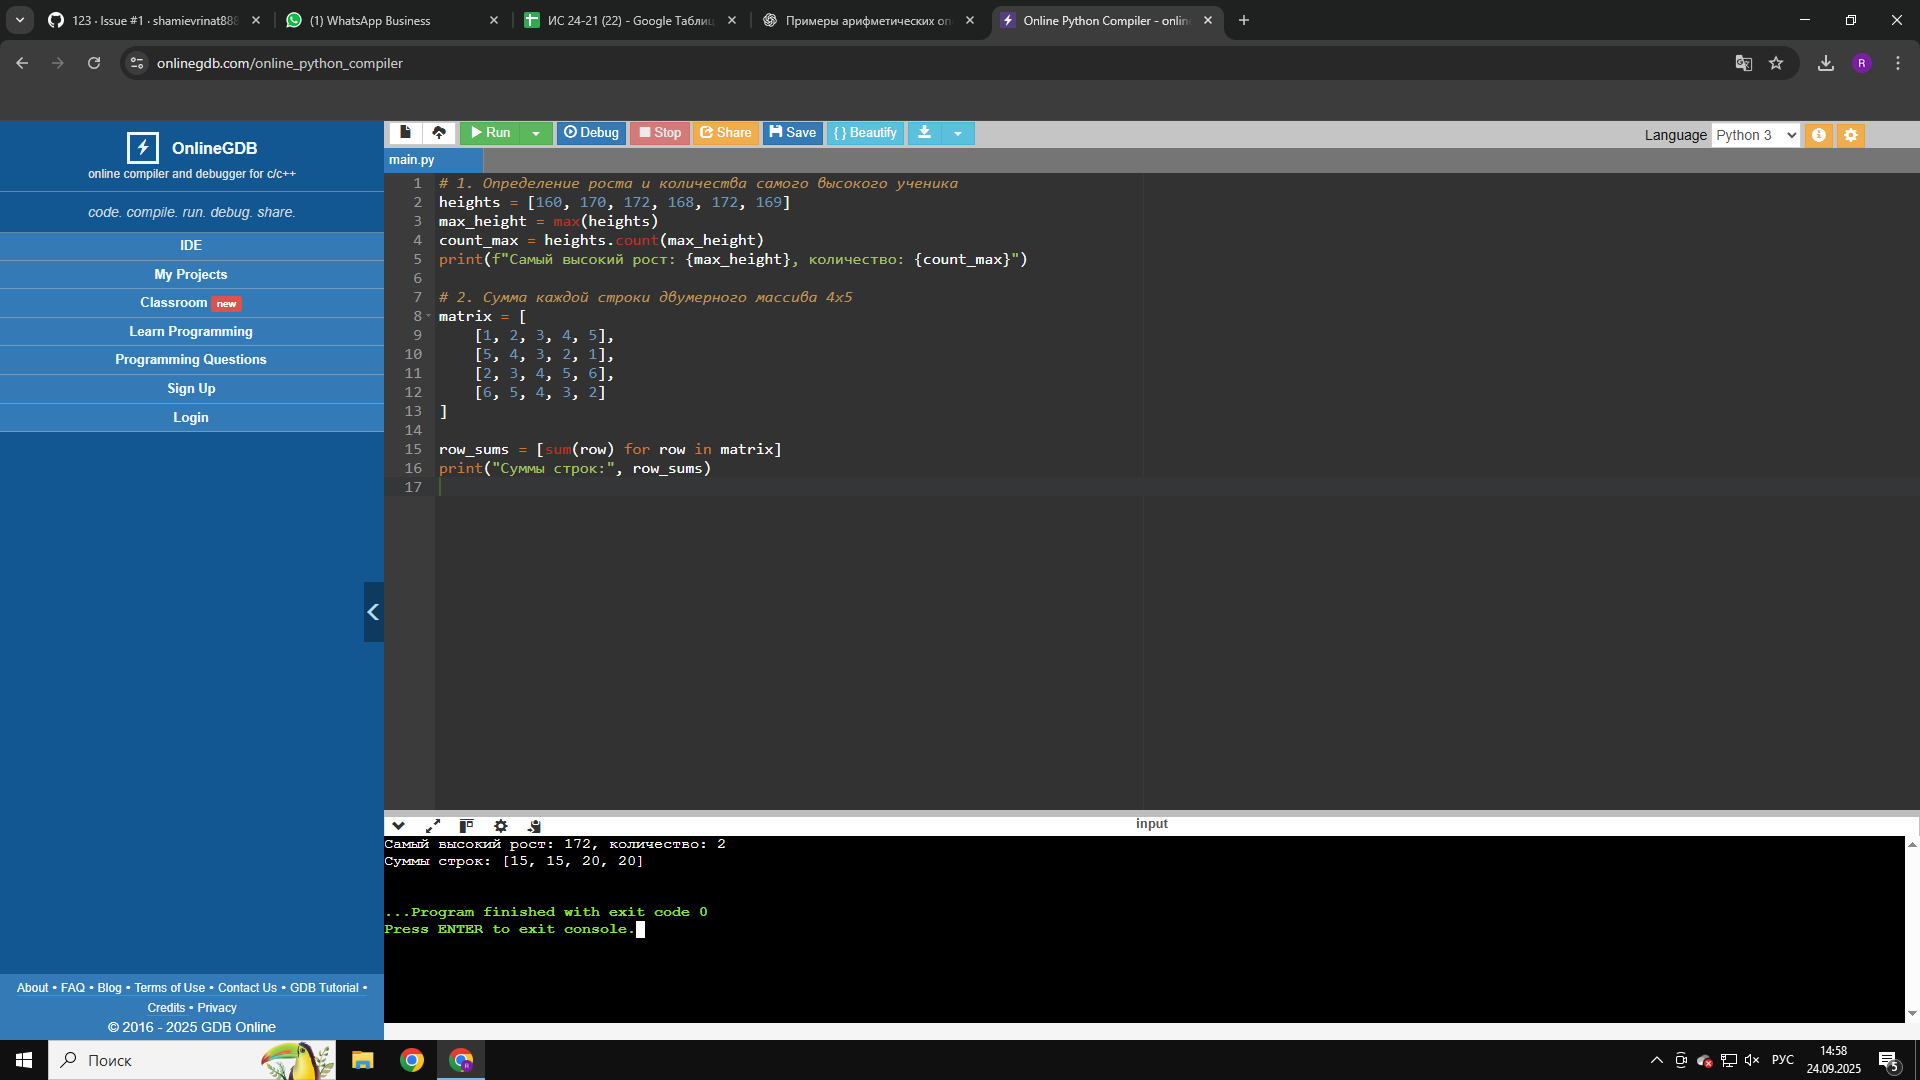 123 · Issue #1 · shamievrinat888
(1) WhatsApp Business
ИС 24-21 (22) - Google Таблиц
Примеры арифметических оп
Online Python Compiler - onlin
onlinegdb.com/online_python_compiler
R
OnlineGDB
online compiler and debugger for c/c++
code. compile. run. debug. share.
IDE
My Projects
Classroom new
Learn Programming
Programming Questions
Sign Up
Login
About • FAQ • Blog • Terms of Use • Contact Us • GDB Tutorial •
Credits • Privacy
© 2016 - 2025 GDB Online
Run Debug Stop Share Save { } Beautify
Language Python 3
main.py
1 # 1. Определение роста и количества самого высокого ученика
2 heights = [160, 170, 172, 168, 172, 169]
3 max_height = max(heights)
4 count_max = heights.count(max_height)
5 print(f"Самый высокий рост: {max_height}, количество: {count_max}")
6
7 # 2. Сумма каждой строки двумерного массива 4x5
8 matrix = [
9     [1, 2, 3, 4, 5],
10     [5, 4, 3, 2, 1],
11     [2, 3, 4, 5, 6],
12     [6, 5, 4, 3, 2]
13 ]
14
15 row_sums = [sum(row) for row in matrix]
16 print("Суммы строк:", row_sums)
17
input
Самый высокий рост: 172, количество: 2
Суммы строк: [15, 15, 20, 20]
...Program finished with exit code 0
Press ENTER to exit console.
Поиск
РУС
14:58
24.09.2025
5